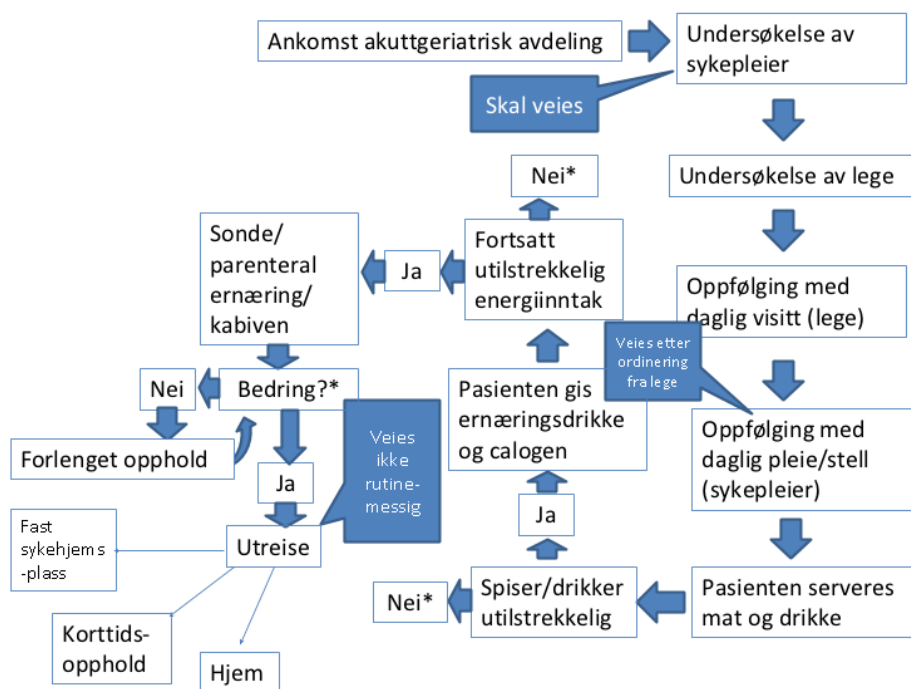 Ankomst akuttgeriatrisk avdeling
Undersøkelse av
sykepleier
Skal veies
Undersøkelse av lege
Oppfølging med
daglig visitt (lege)
Veies etter
ordinering
fra lege
Oppfølging med
daglig pleie/stell
(sykepleier)
Pasienten serveres
mat og drikke
Spiser/drikker
utilstrekkelig
Nei*
Ja
Pasienten gis
ernæringsdrikke
og calogen
Fortsatt
utilstrekkelig
energiinntak
Nei*
Ja
Sonde/
parenteral
ernæring/
kabiven
Bedring?*
Nei
Forlenget opphold
Ja
Veies
ikke
rutine-
messig
Utreise
Fast
sykehjems
-plass
Korttids-
opphold
Hjem